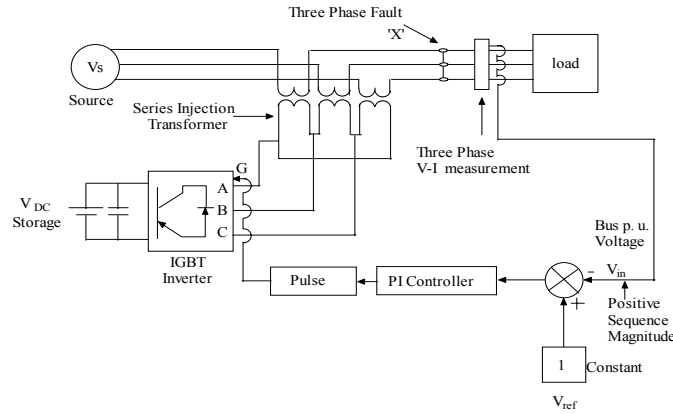 Three Phase Fault
'X'
Vs
Source
load
Series Injection
Transformer
Three Phase
V-I measurement
G
A
B
C
V DC
Storage
IGBT
Inverter
Bus p. u.
Voltage
Pulse
PI Controller
-
Vin
+
Positive
Sequence
Magnitude
1
Constant
Vref